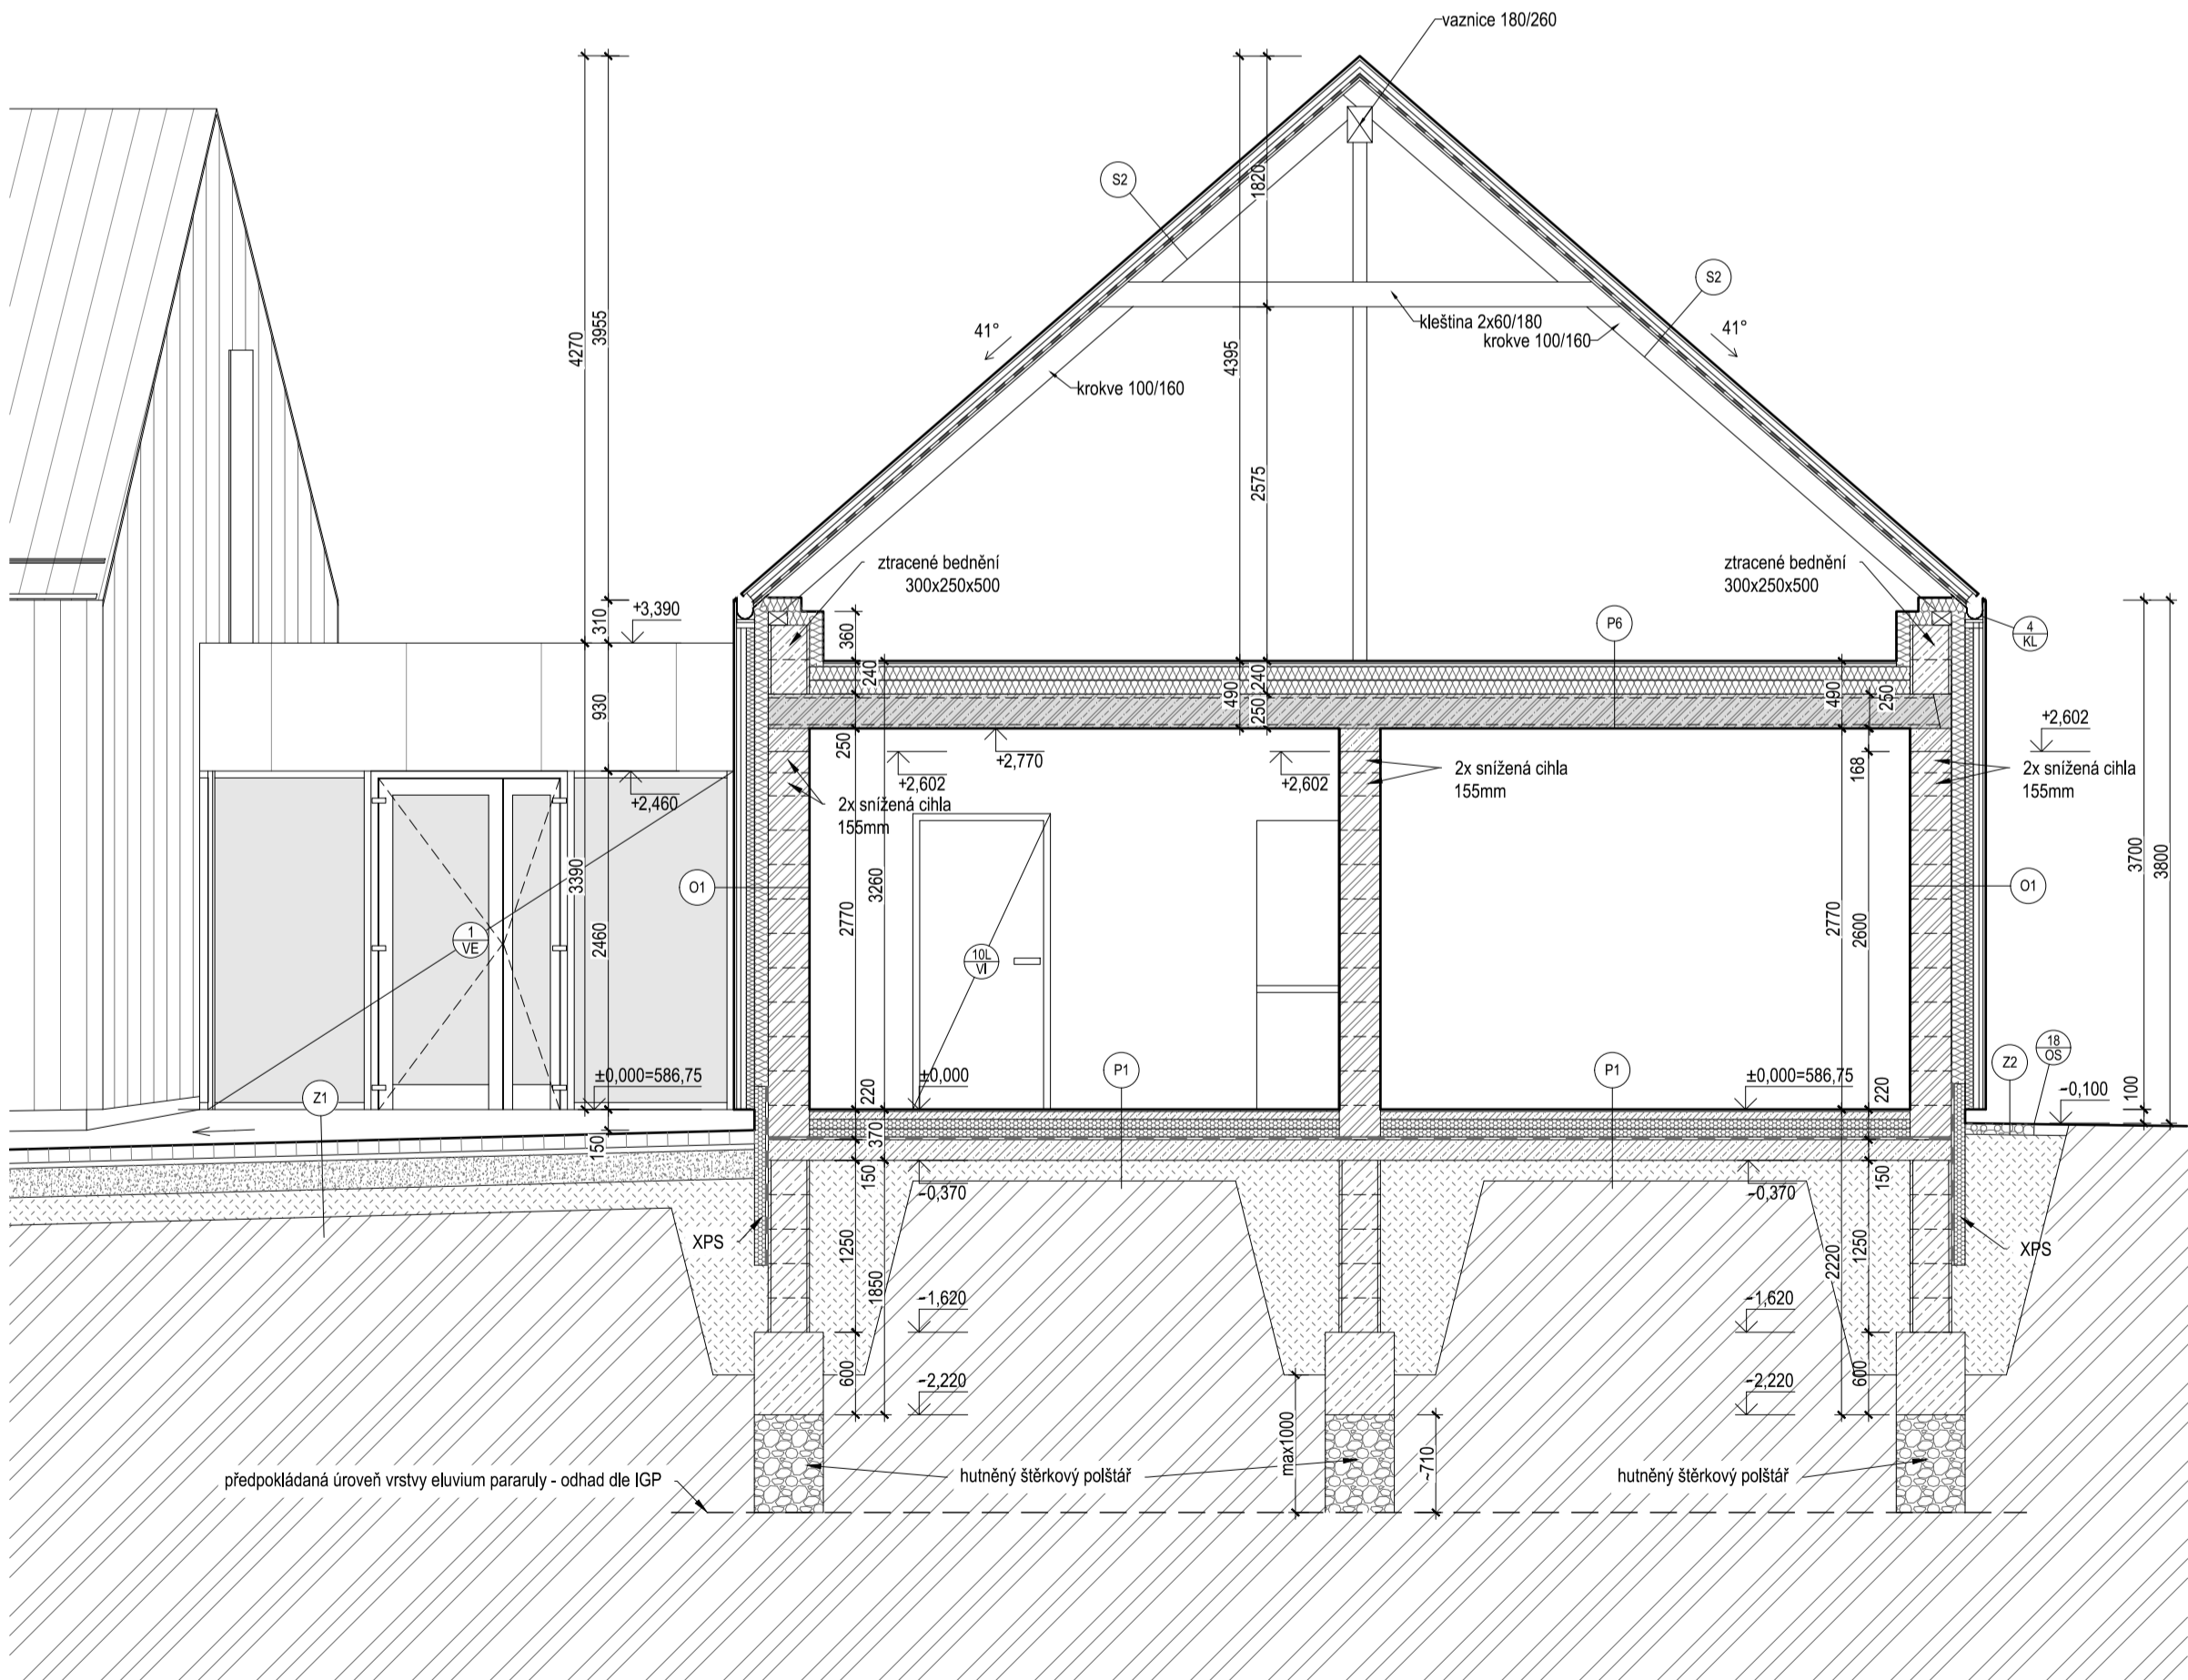 vaznice 180/260
S2
S2
1820
41°
41°
kleština 2x60/180
krokve 100/160
krokve 100/160
4270
3955
4395
2575
ztracené bednění
300x250x500
ztracené bednění
300x250x500
+3,390
310
360
P6
4
KL
240
240
490
250
490
250
930
+2,602
250
+2,770
+2,602
+2,602
168
+2,460
2x snížená cihla
155mm
2x snížená cihla
155mm
2x snížená cihla
155mm
3390
O1
3260
2770
2770
2600
O1
3700
3800
1
VE
2460
10L
VI
18
OS
Z2
Z1
±0,000=586,75
±0,000
P1
P1
±0,000=586,75
220
220
-0,100
100
150
370
150
-0,370
-0,370
150
XPS
XPS
1250
1850
2220
1250
-1,620
-1,620
600
-2,220
-2,220
600
max1000
~710
předpokládaná úroveň vrstvy eluvium pararuly - odhad dle IGP
hutněný štěrkový polštář
hutněný štěrkový polštář